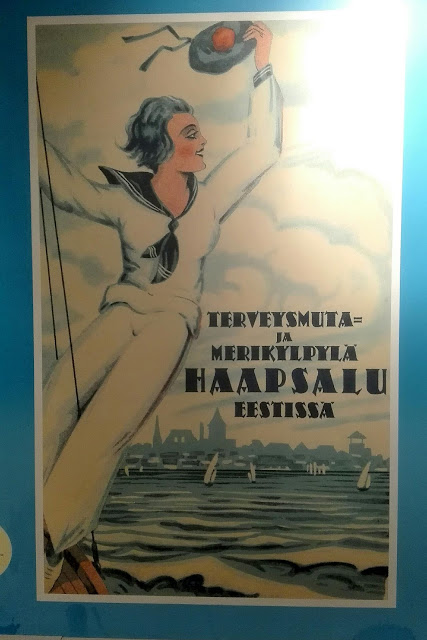 TERVEYSMUTA=
JA
MERIKYLPYLÄ
HAAPSALU
EESTISSÄ